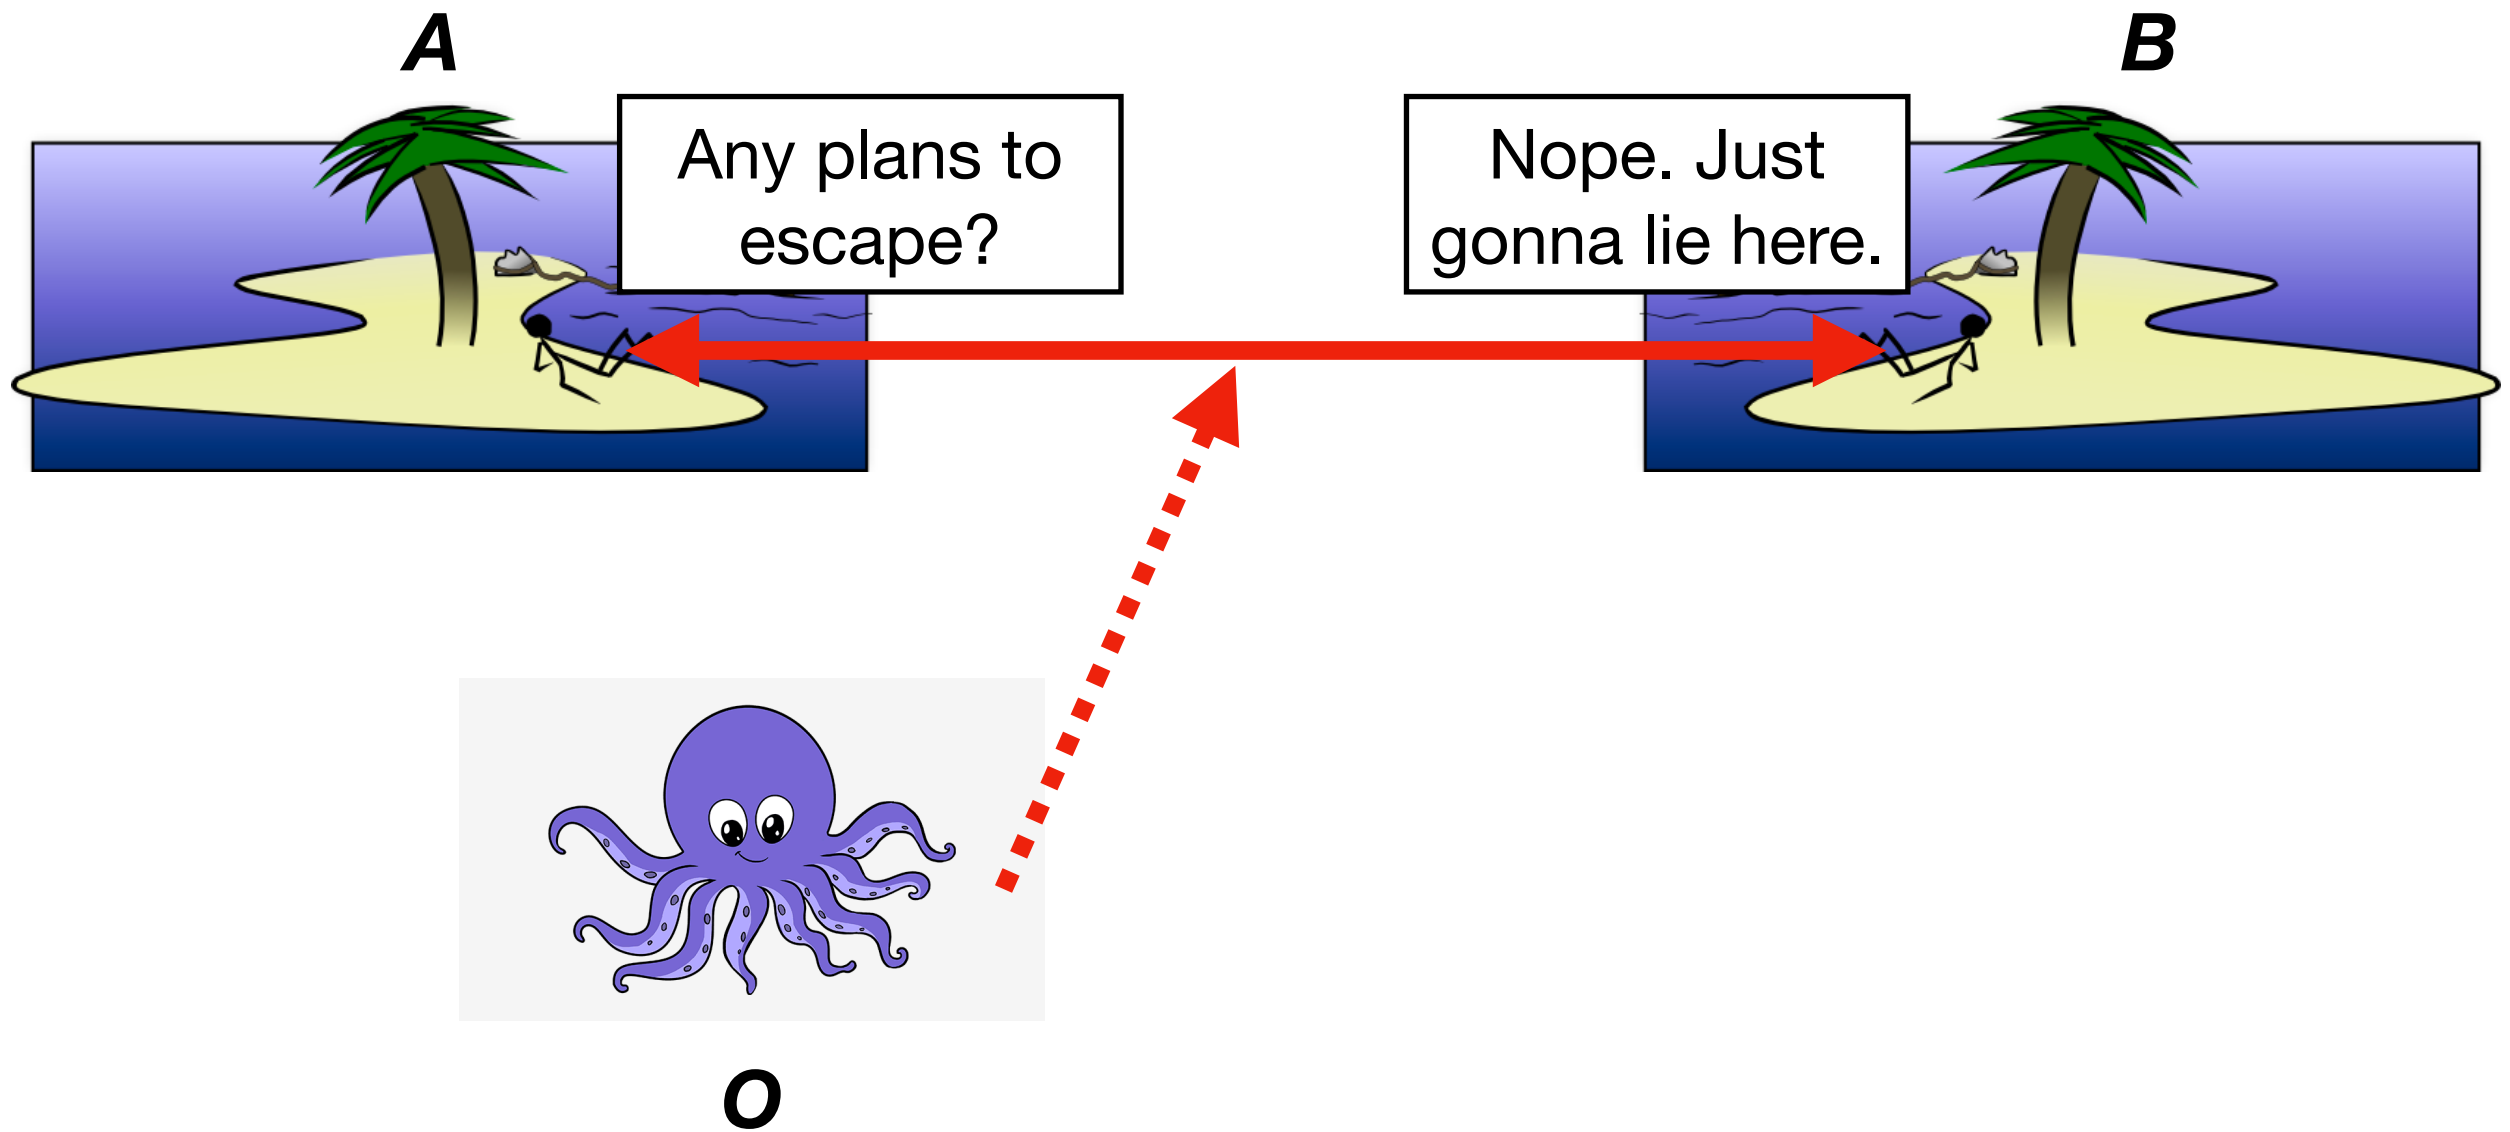 A
B
Any plans to
escape?
Nope. Just
gonna lie here.
O